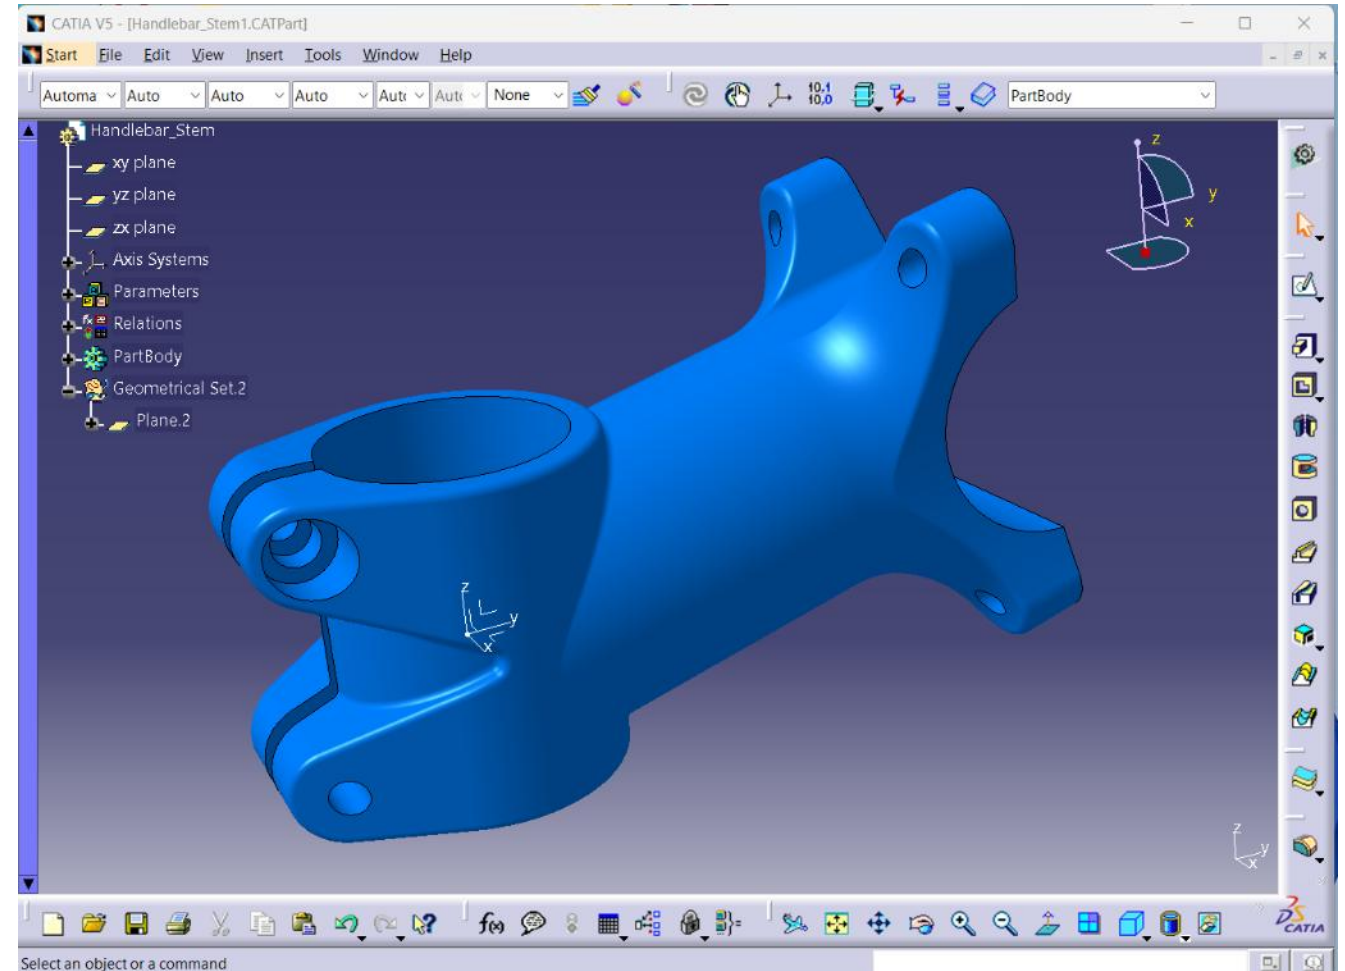 CATIA V5 - [Handlebar_Stem1.CATPart]
Start File Edit View Insert Tools Window Help
Automa Auto Auto Auto Aut None PartBody
Handlebar_Stem
xy plane
yz plane
zx plane
Axis Systems
Parameters
Relations
PartBody
Geometrical Set.2
Plane.2
z
y
x
z
y
x
z
y
x
f(x)
CATIA
Select an object or a command